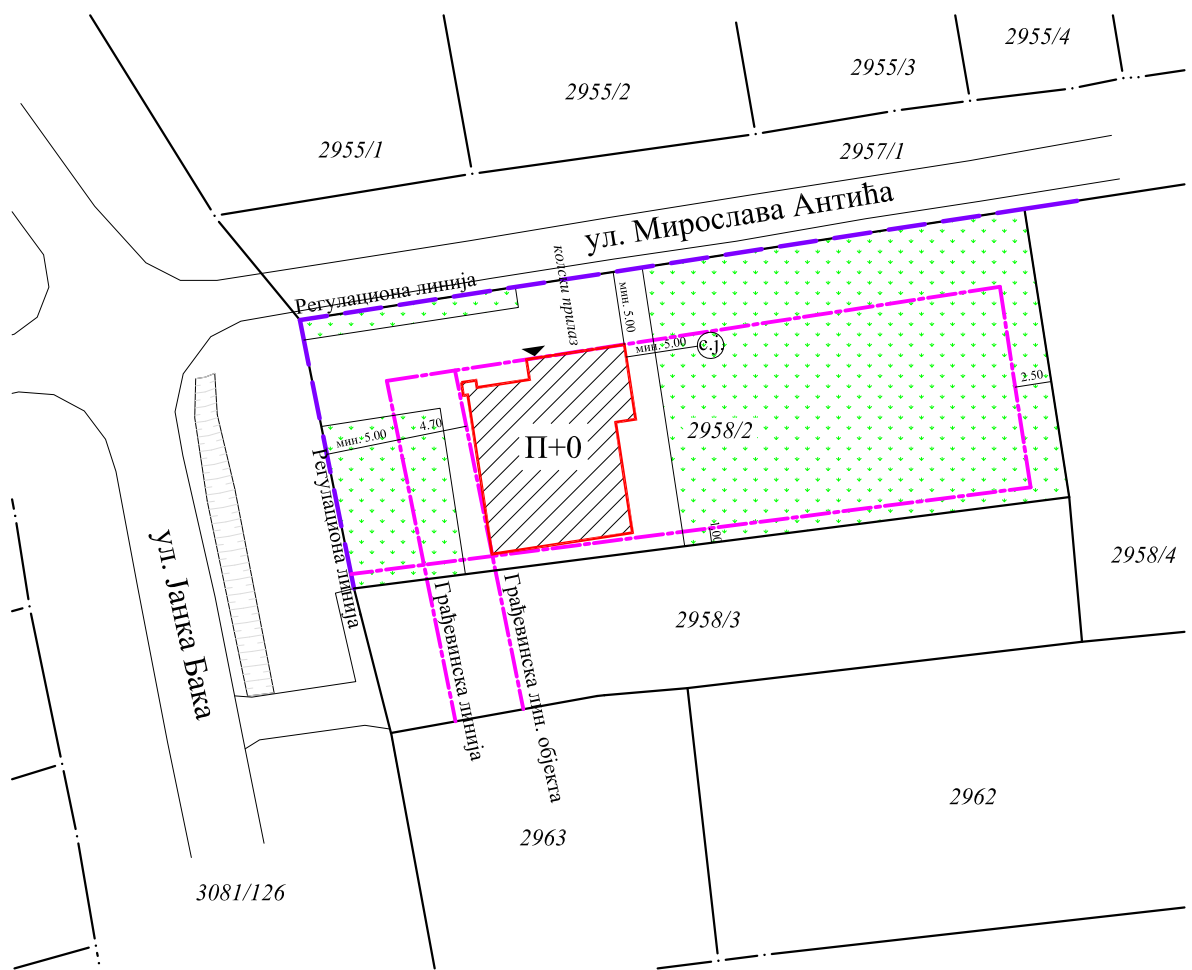 2955/4
2955/3
2955/2
2955/1
2957/1
ул. Мирослава Антића
колски прилаз
Регулациона линија
мин. 5.00
мин. 5.00
с.ј.
2.50
4.70
мин. 5.00
2958/2
П+0
Регулациона линија
1.00
2958/4
2958/3
ул. Јанка Бака
Грађевинска линија
Грађевинска лин. објекта
2962
2963
3081/126